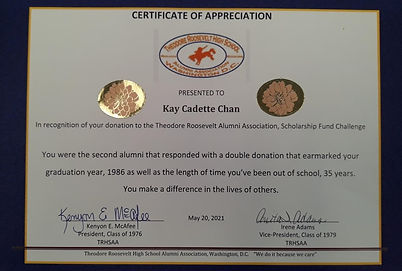 CERTIFICATE OF APPRECIATION
THEODORE ROOSEVELT HIGH SCHOOL
WASHINGTON D.C.
PRESENTED TO
Kay Cadette Chan
In recognition of your donation to the Theodore Roosevelt Alumni Association, Scholarship Fund Challenge
You were the second alumni that responded with a double donation that earmarked your
graduation year, 1986 as well as the length of time you've been out of school, 35 years.
You make a difference in the lives of others.
Kenyon E McAfee
May 20, 2021
Kenyon E. McAfee
President, Class of 1976
TRHSAA
Irene Adams
Vice-President, Class of 1979
TRHSAA
Theodore Roosevelt High School Alumni Association, Washington, D.C. "We do it because we care"